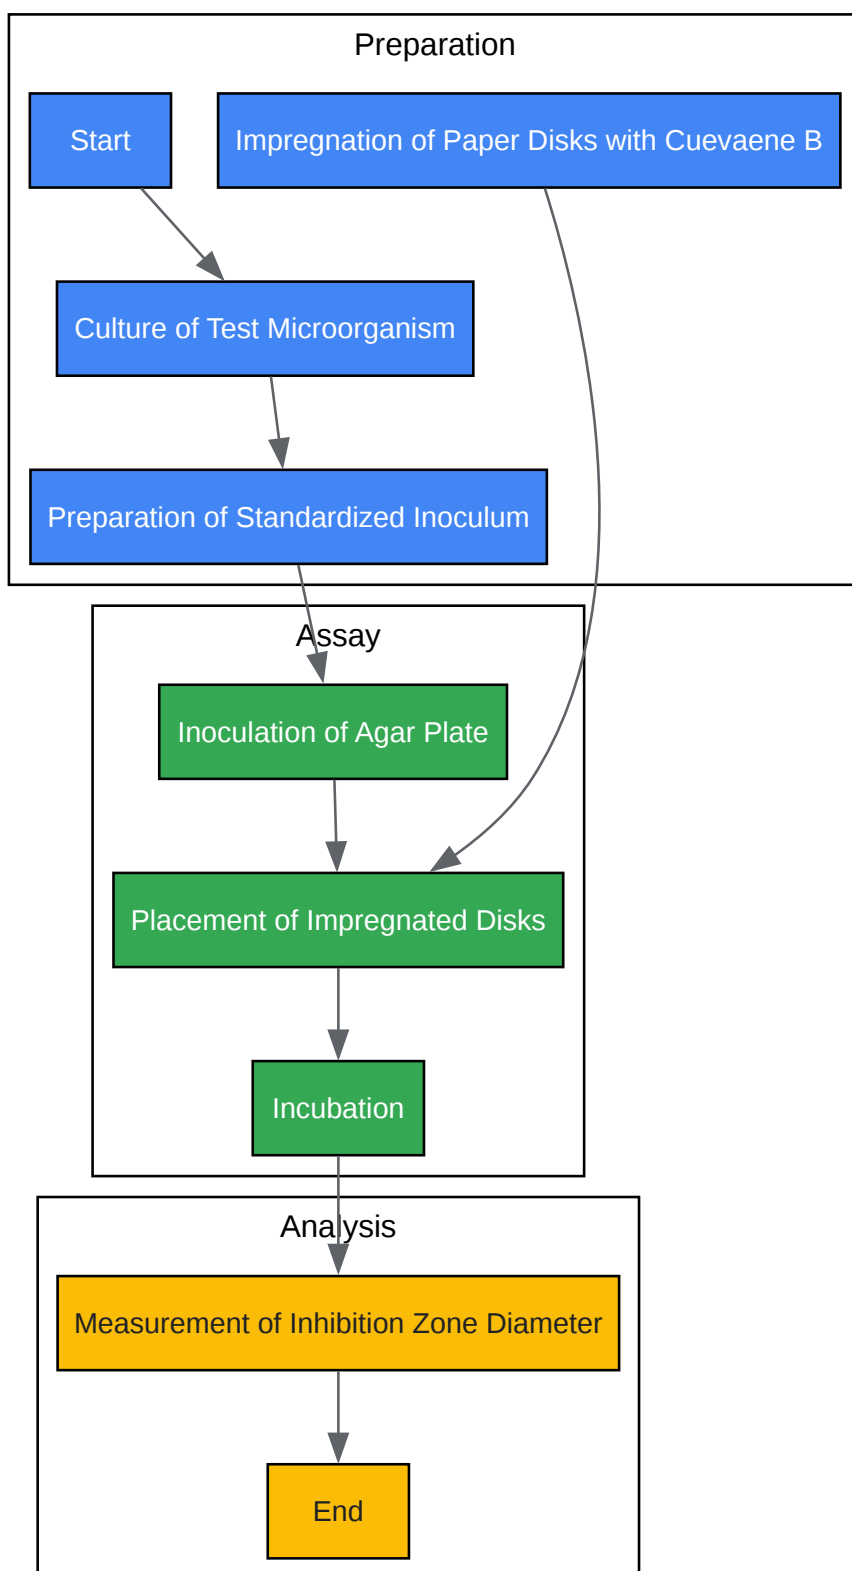 Preparation
Start
Impregnation of Paper Disks with Cuevaene B
Culture of Test Microorganism
Preparation of Standardized Inoculum
Assay
Inoculation of Agar Plate
Placement of Impregnated Disks
Incubation
Analysis
Measurement of Inhibition Zone Diameter
End